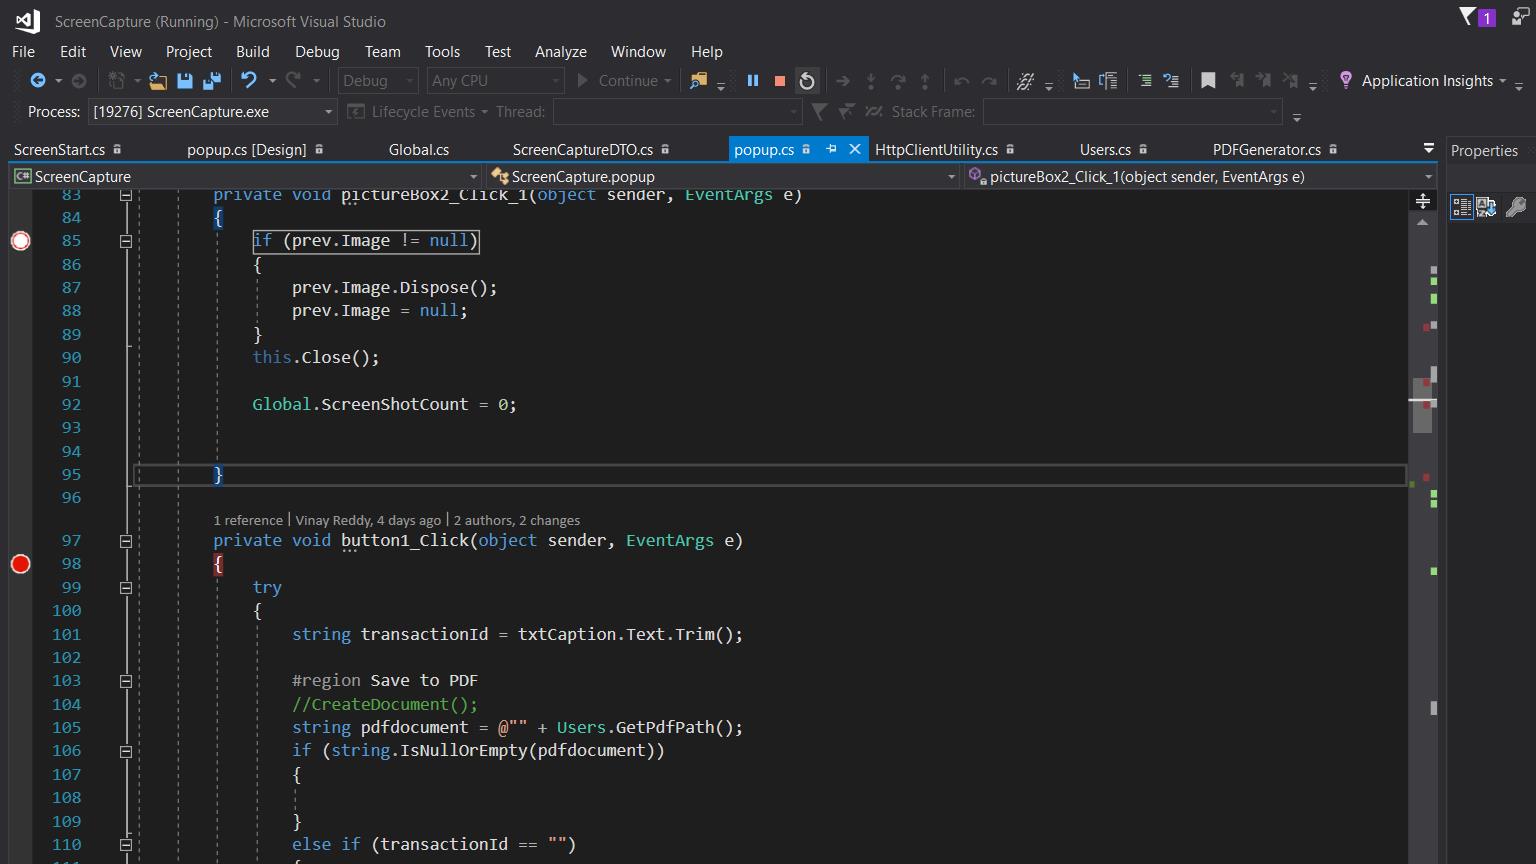 ScreenCapture (Running) - Microsoft Visual Studio
1
File Edit View Project Build Debug Team Tools Test Analyze Window Help
Debug Any CPU Continue Application Insights
Process: [19276] ScreenCapture.exe Lifecycle Events Thread: Stack Frame:
ScreenStart.cs popup.cs [Design] Global.cs ScreenCaptureDTO.cs popup.cs HttpClientUtility.cs Users.cs PDFGenerator.cs Properties
C# ScreenCapture ScreenCapture.popup pictureBox2_Click_1(object sender, EventArgs e)
83 private void pictureBox2_Click_1(object sender, EventArgs e)
84 {
85 if (prev.Image != null)
86 {
87 prev.Image.Dispose();
88 prev.Image = null;
89 }
90 this.Close();
91
92 Global.ScreenShotCount = 0;
93
94
95 }
96
1 reference | Vinay Reddy, 4 days ago | 2 authors, 2 changes
97 private void button1_Click(object sender, EventArgs e)
98 {
99 try
100 {
101 string transactionId = txtCaption.Text.Trim();
102
103 #region Save to PDF
104 //CreateDocument();
105 string pdfdocument = @"" + Users.GetPdfPath();
106 if (string.IsNullOrEmpty(pdfdocument))
107 {
108
109 }
110 else if (transactionId == "")